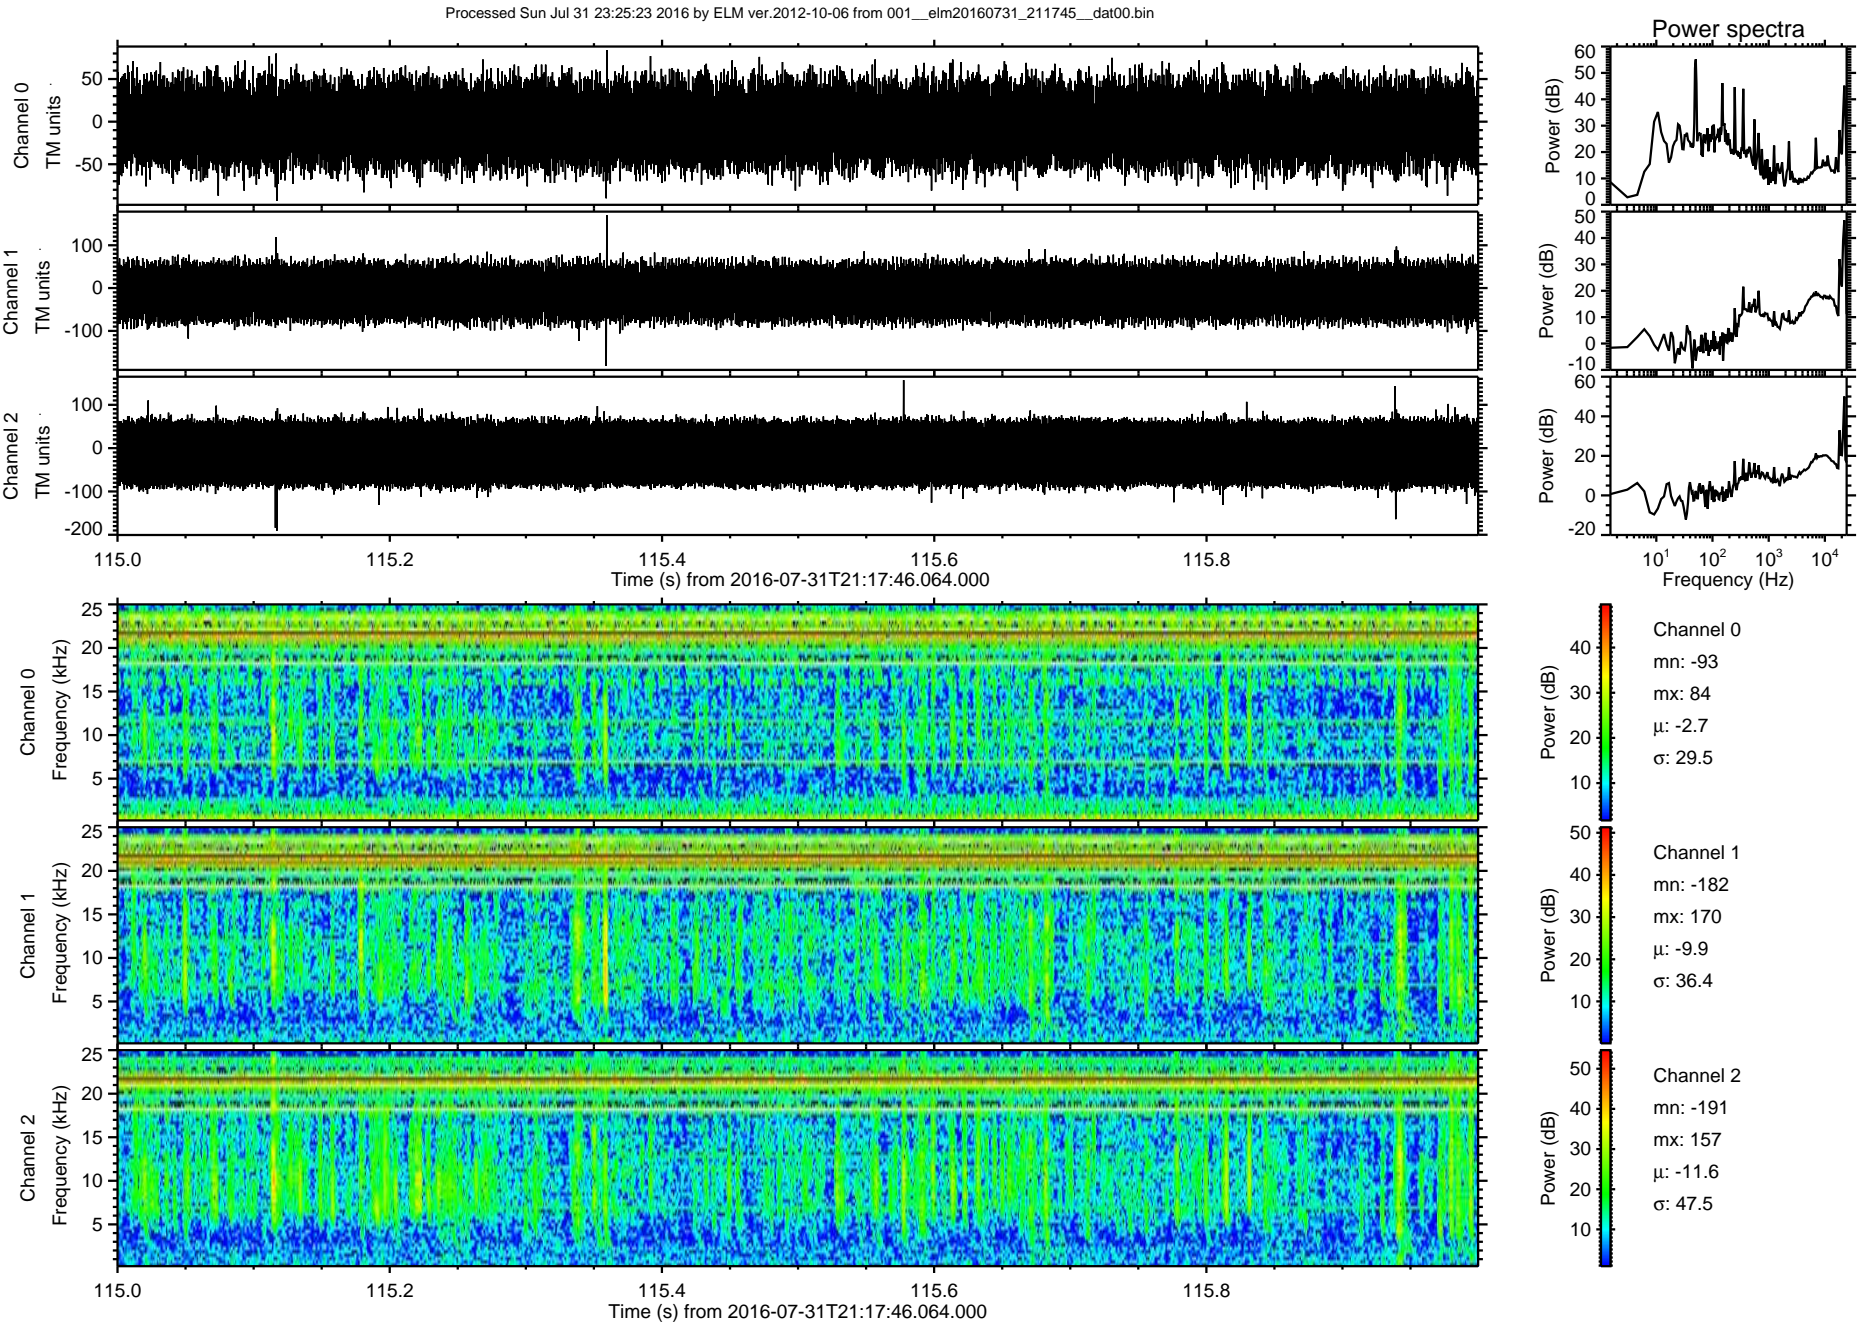 Processed Sun Jul 31 23:25:23 2016 by ELM ver.2012-10-06 from 001__elm20160731_211745__dat00.bin
Power spectra
Channel 0
TM units
50
0
-50
Power (dB)
60
50
40
30
20
10
0
Channel 1
TM units
100
0
-100
Power (dB)
50
40
30
20
10
0
-10
Channel 2
TM units
100
0
-100
-200
Power (dB)
60
40
20
0
-20
115.0 115.2 115.4 115.6 115.8
Time (s) from 2016-07-31T21:17:46.064.000
10¹ 10² 10³ 10⁴
Frequency (Hz)
Channel 0
Frequency (kHz)
25
20
15
10
5
Power (dB)
40
30
20
10
Channel 0
mn: -93
mx: 84
μ: -2.7
σ: 29.5
Channel 1
Frequency (kHz)
25
20
15
10
5
Power (dB)
50
40
30
20
10
Channel 1
mn: -182
mx: 170
μ: -9.9
σ: 36.4
Channel 2
Frequency (kHz)
25
20
15
10
5
Power (dB)
50
40
30
20
10
Channel 2
mn: -191
mx: 157
μ: -11.6
σ: 47.5
115.0 115.2 115.4 115.6 115.8
Time (s) from 2016-07-31T21:17:46.064.000